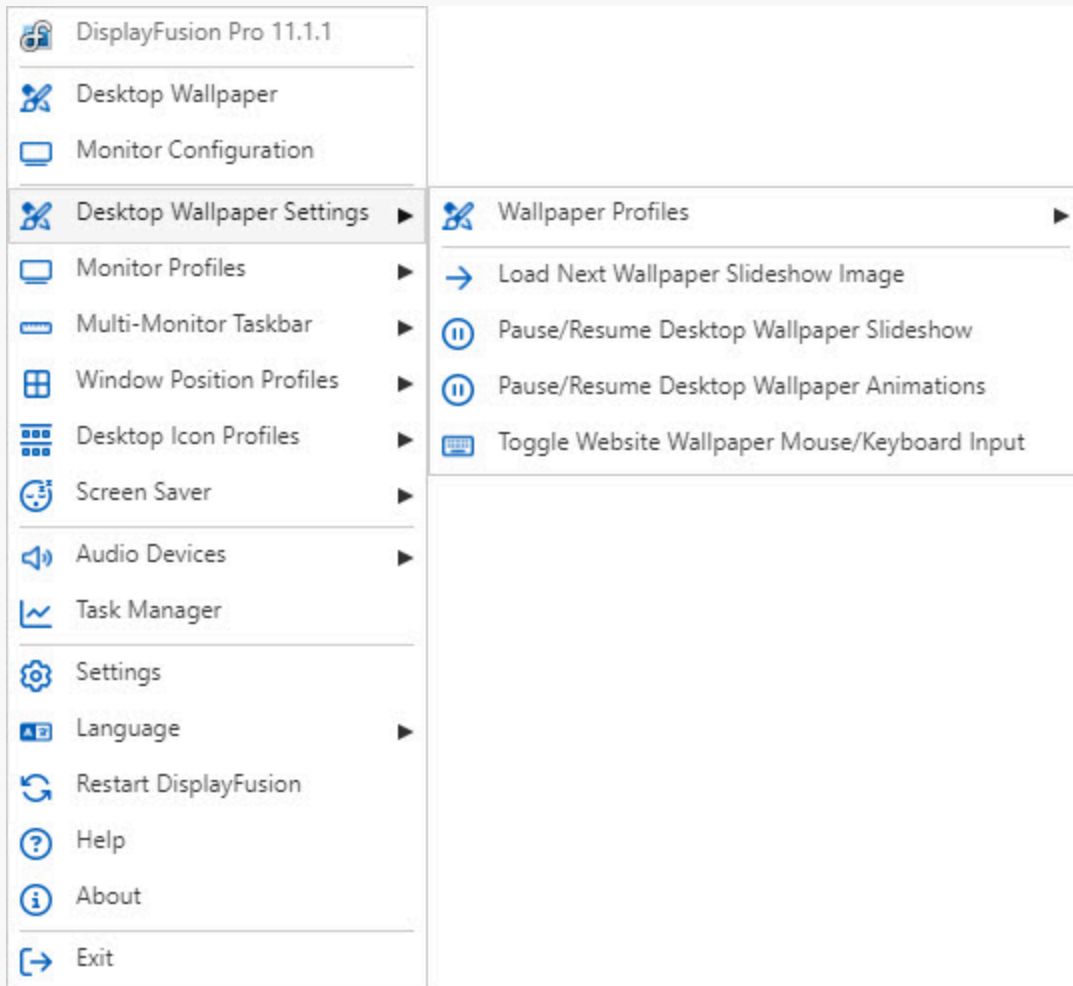 DisplayFusion Pro 11.1.1
Desktop Wallpaper
Monitor Configuration
Desktop Wallpaper Settings
Monitor Profiles
Multi-Monitor Taskbar
Window Position Profiles
Desktop Icon Profiles
Screen Saver
Audio Devices
Task Manager
Settings
Language
Restart DisplayFusion
Help
About
Exit
Wallpaper Profiles
Load Next Wallpaper Slideshow Image
Pause/Resume Desktop Wallpaper Slideshow
Pause/Resume Desktop Wallpaper Animations
Toggle Website Wallpaper Mouse/Keyboard Input